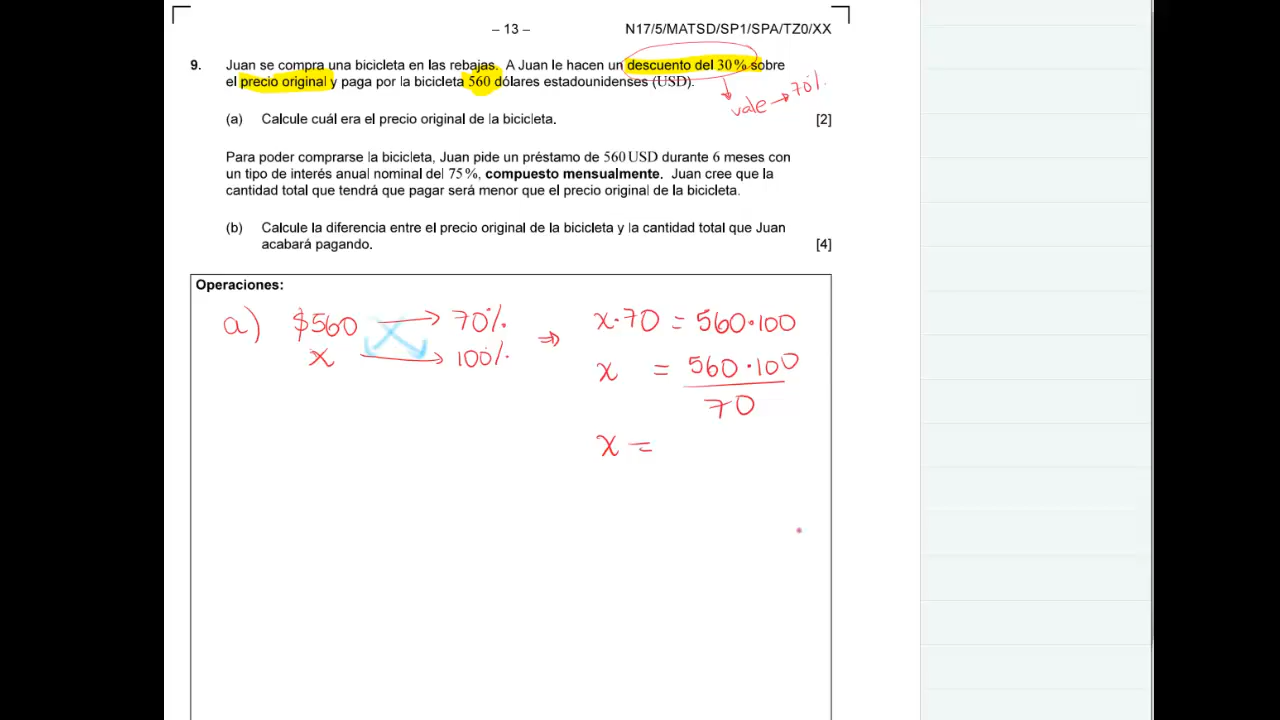 – 13 –
N17/5/MATSD/SP1/SPA/TZ0/XX
9. Juan se compra una bicicleta en las rebajas. A Juan le hacen un descuento del 30% sobre
el precio original y paga por la bicicleta 560 dólares estadounidenses (USD).
vale → 70%
(a) Calcule cuál era el precio original de la bicicleta. [2]
Para poder comprarse la bicicleta, Juan pide un préstamo de 560 USD durante 6 meses con
un tipo de interés anual nominal del 75%, compuesto mensualmente. Juan cree que la
cantidad total que tendrá que pagar será menor que el precio original de la bicicleta.
(b) Calcule la diferencia entre el precio original de la bicicleta y la cantidad total que Juan
acabará pagando. [4]
Operaciones:
a) $560 → 70% ⇒ x·70 = 560·100
x → 100%
x = 560·100
70
x =